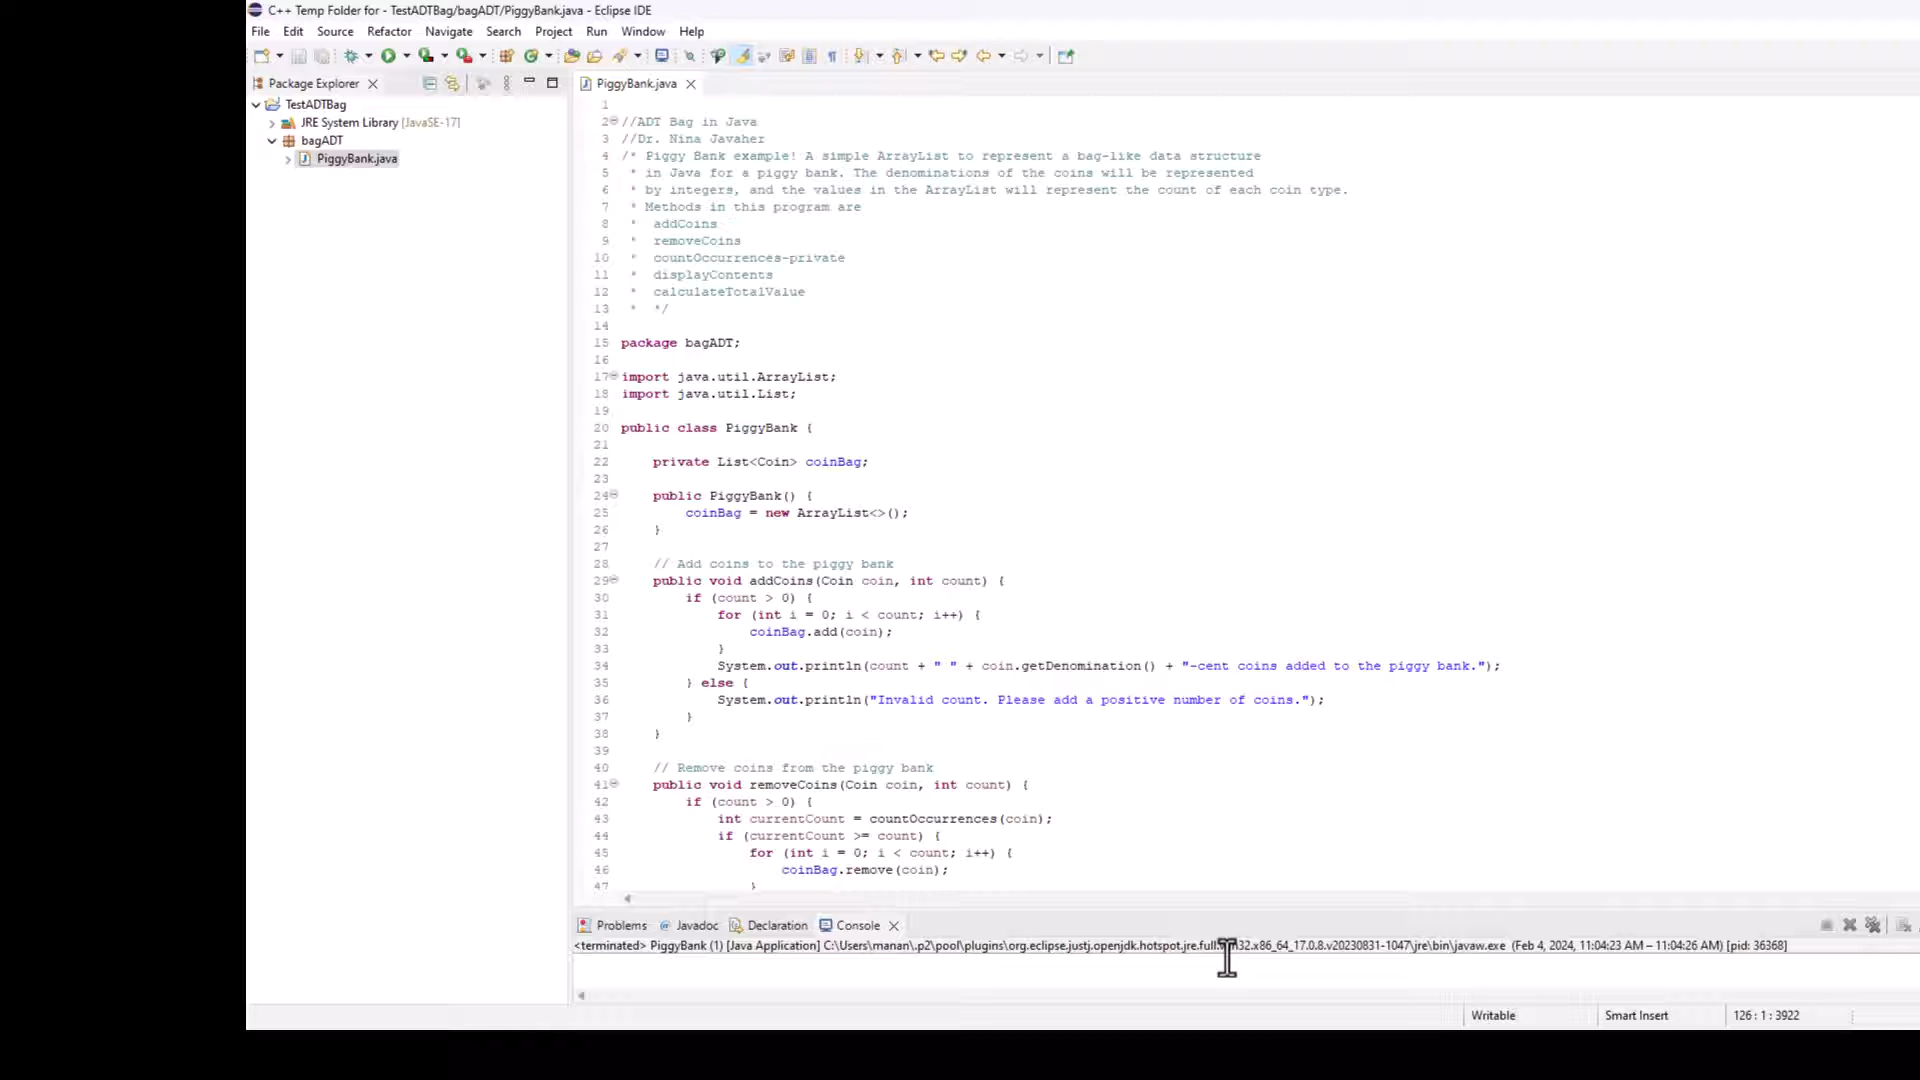 C++ Temp Folder for - TestADTBag/bagADT/PiggyBank.java - Eclipse IDE
File Edit Source Refactor Navigate Search Project Run Window Help
Package Explorer
PiggyBank.java
TestADTBag
JRE System Library [JavaSE-17]
bagADT
PiggyBank.java
1
2 //ADT Bag in Java
3 //Dr. Nina Javaher
4 /* Piggy Bank example! A simple ArrayList to represent a bag-like data structure
5  * in Java for a piggy bank. The denominations of the coins will be represented
6  * by integers, and the values in the ArrayList will represent the count of each coin type.
7  * Methods in this program are
8  *  addCoins
9  *  removeCoins
10  *  countOccurrences-private
11  *  displayContents
12  *  calculateTotalValue
13  *  */
14
15 package bagADT;
16
17 import java.util.ArrayList;
18 import java.util.List;
19
20 public class PiggyBank {
21
22     private List<Coin> coinBag;
23
24     public PiggyBank() {
25         coinBag = new ArrayList<>();
26     }
27
28     // Add coins to the piggy bank
29     public void addCoins(Coin coin, int count) {
30         if (count > 0) {
31             for (int i = 0; i < count; i++) {
32                 coinBag.add(coin);
33             }
34             System.out.println(count + " " + coin.getDenomination() + "-cent coins added to the piggy bank.");
35         } else {
36             System.out.println("Invalid count. Please add a positive number of coins.");
37         }
38     }
39
40     // Remove coins from the piggy bank
41     public void removeCoins(Coin coin, int count) {
42         if (count > 0) {
43             int currentCount = countOccurrences(coin);
44             if (currentCount >= count) {
45                 for (int i = 0; i < count; i++) {
46                     coinBag.remove(coin);
47                 }
Problems Javadoc Declaration Console
<terminated> PiggyBank (1) [Java Application] C:\Users\manan\.p2\pool\plugins\org.eclipse.justj.openjdk.hotspot.jre.full.win32.x86_64_17.0.8.v20230831-1047\jre\bin\javaw.exe (Feb 4, 2024, 11:04:23 AM – 11:04:26 AM) [pid: 36368]
Writable Smart Insert 126 : 1 : 3922